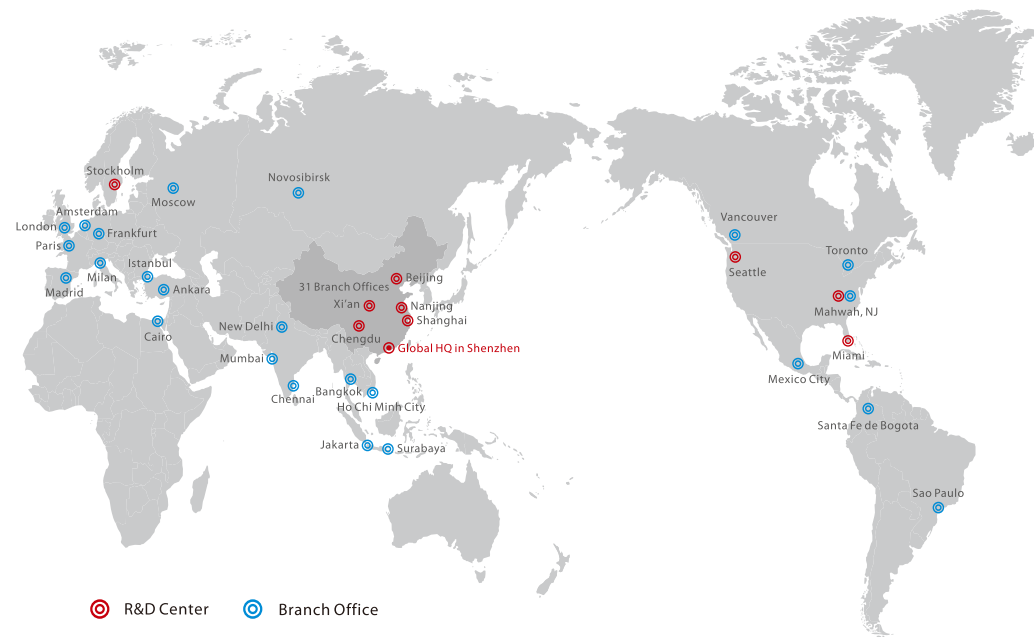 Stockholm
Moscow
Novosibirsk
Amsterdam
London
Frankfurt
Paris
Istanbul
Milan
Madrid
Ankara
Cairo
31 Branch Offices
Beijing
Xi'an
Nanjing
Shanghai
Chengdu
Global HQ in Shenzhen
New Delhi
Mumbai
Chennai
Bangkok
Ho Chi Minh City
Jakarta
Surabaya
Vancouver
Seattle
Toronto
Mahwah, NJ
Miami
Mexico City
Santa Fe de Bogota
Sao Paulo
R&D Center
Branch Office